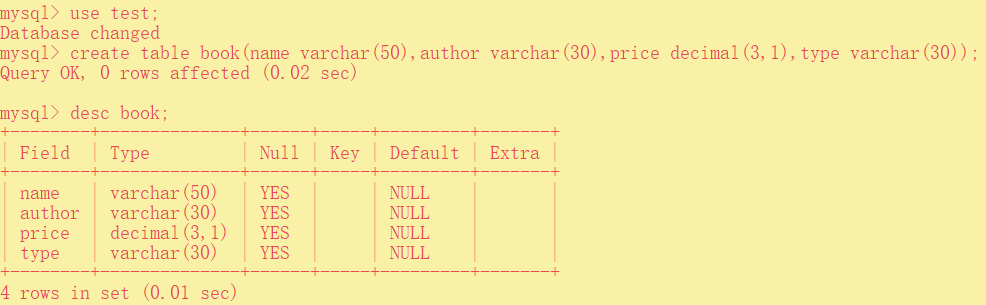 mysql> use test;
Database changed
mysql> create table book(name varchar(50),author varchar(30),price decimal(3,1),type varchar(30));
Query OK, 0 rows affected (0.02 sec)

mysql> desc book;
+--------+--------------+------+-----+---------+-------+
| Field  | Type         | Null | Key | Default | Extra |
+--------+--------------+------+-----+---------+-------+
| name   | varchar(50)  | YES  |     | NULL    |       |
| author | varchar(30)  | YES  |     | NULL    |       |
| price  | decimal(3,1) | YES  |     | NULL    |       |
| type   | varchar(30)  | YES  |     | NULL    |       |
+--------+--------------+------+-----+---------+-------+
4 rows in set (0.01 sec)